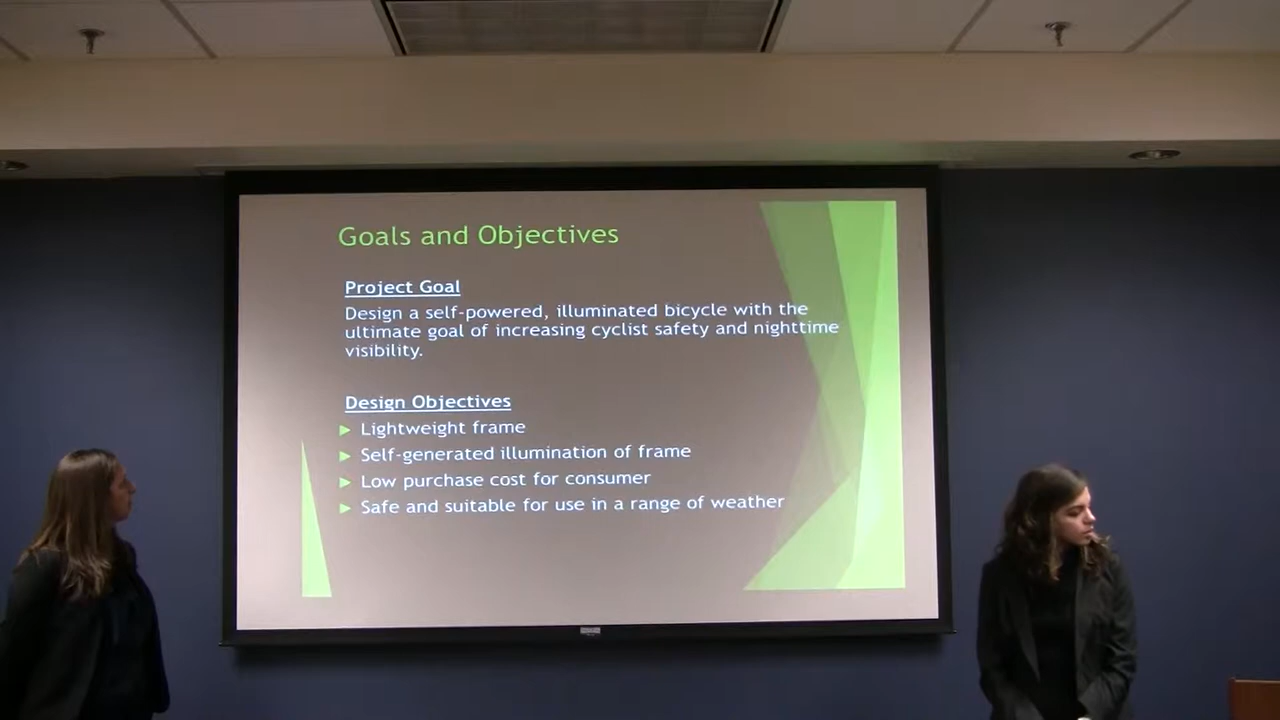 Goals and Objectives
Project Goal
Design a self-powered, illuminated bicycle with the
ultimate goal of increasing cyclist safety and nighttime
visibility.
Design Objectives
Lightweight frame
Self-generated illumination of frame
Low purchase cost for consumer
Safe and suitable for use in a range of weather